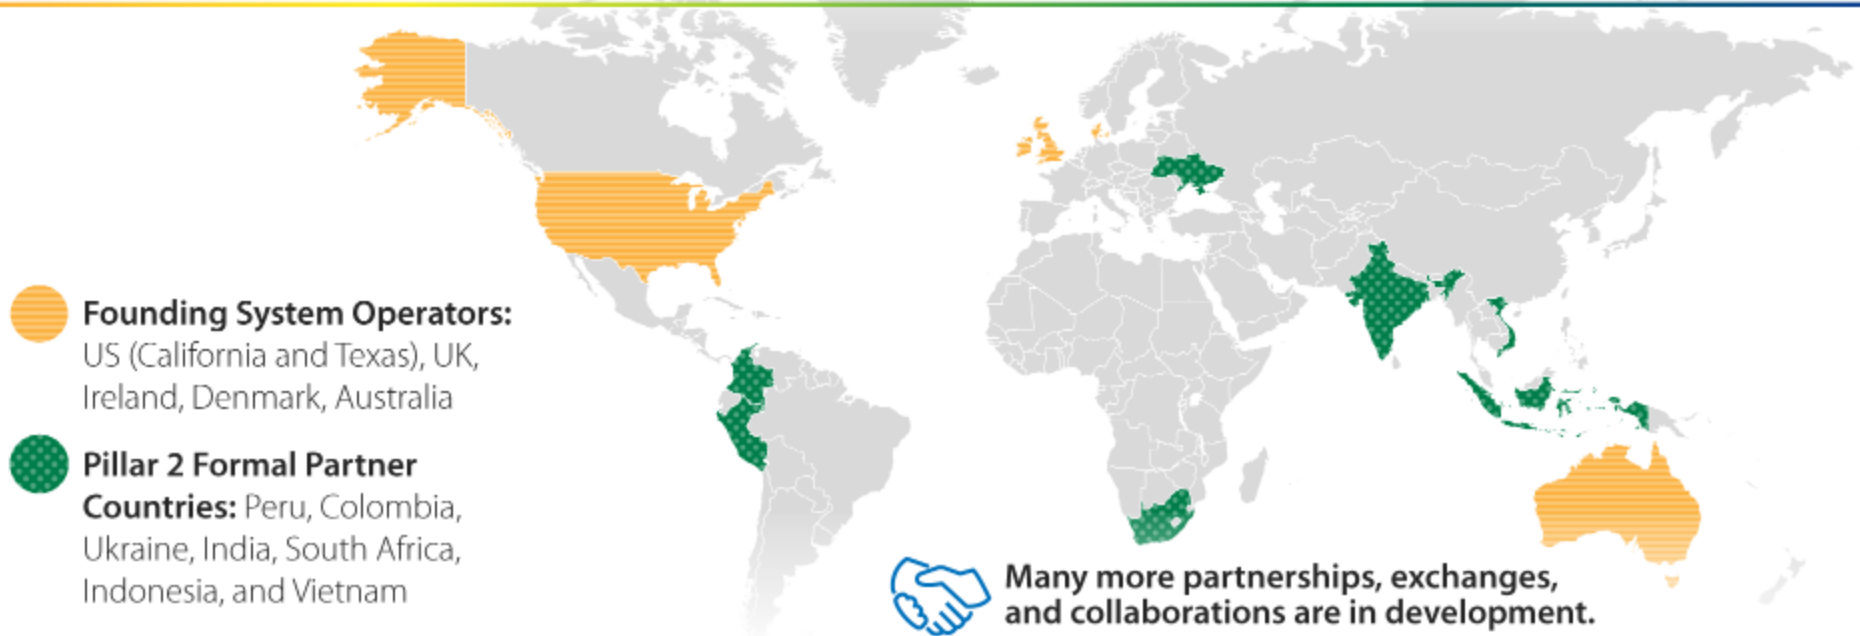 Founding System Operators:
US (California and Texas), UK,
Ireland, Denmark, Australia
Pillar 2 Formal Partner
Countries: Peru, Colombia,
Ukraine, India, South Africa,
Indonesia, and Vietnam
Many more partnerships, exchanges,
and collaborations are in development.